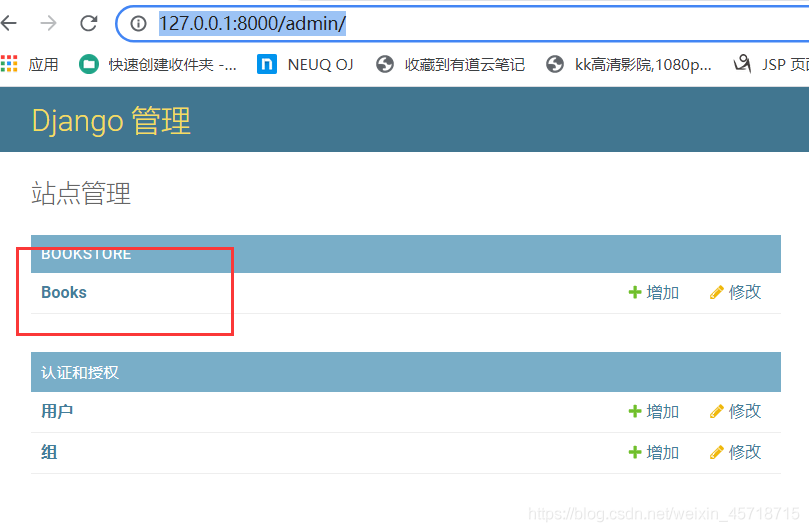 127.0.0.1:8000/admin/
应用 快速创建收件夹 -... NEUQ OJ 收藏到有道云笔记 kk高清影院,1080p... JSP 页面
Django 管理
站点管理
BOOKSTORE
Books 增加 修改
认证和授权
用户 增加 修改
组 增加 修改
https://blog.csdn.net/weixin_45718715